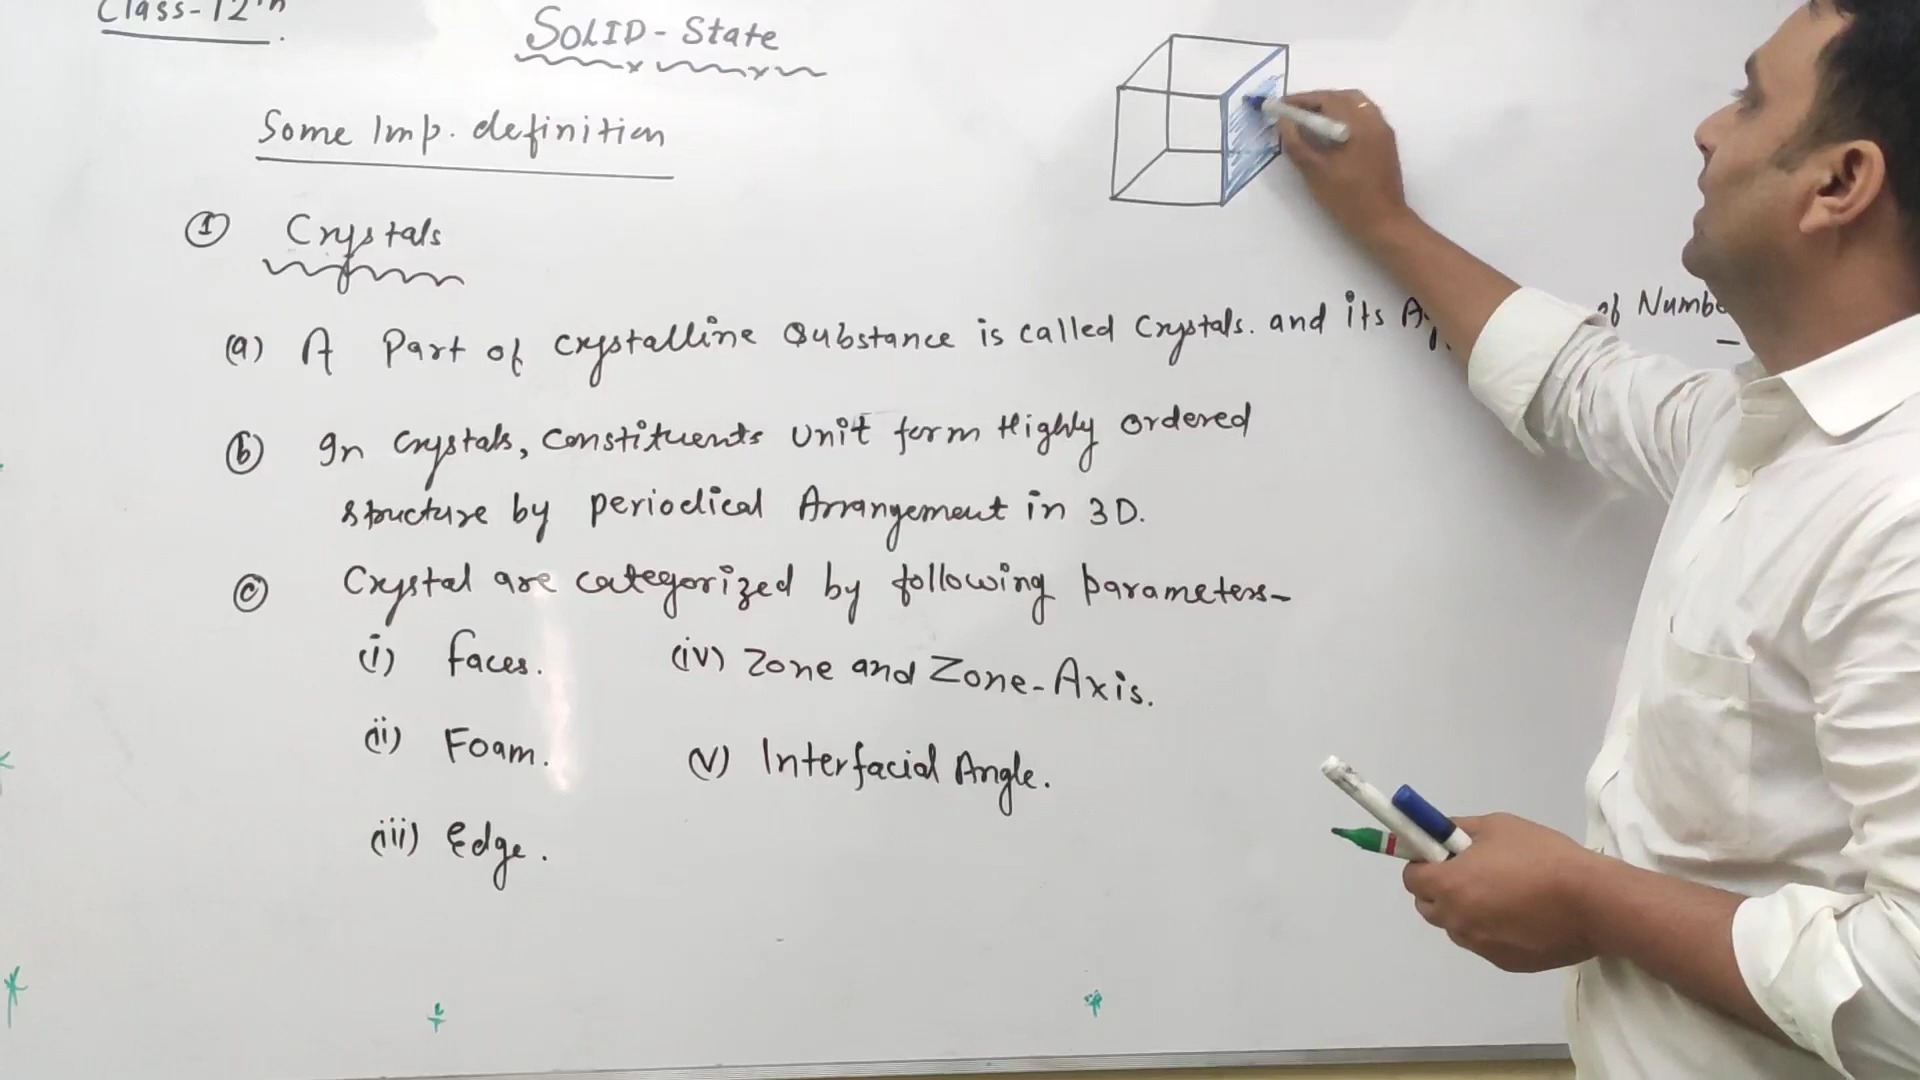 Class-12th
SOLID-State
Some Imp. definition
① Crystals
(a) A Part of crystalline substance is called Crystals. and its of Numb
(b) In crystals, constituents Unit form Highly ordered
structure by periodical Arrangement in 3D.
(c) Crystal are categorized by following parameters-
(i) faces. (iv) Zone and Zone-Axis.
(ii) Foam. (v) Interfacial Angle.
(iii) Edge.